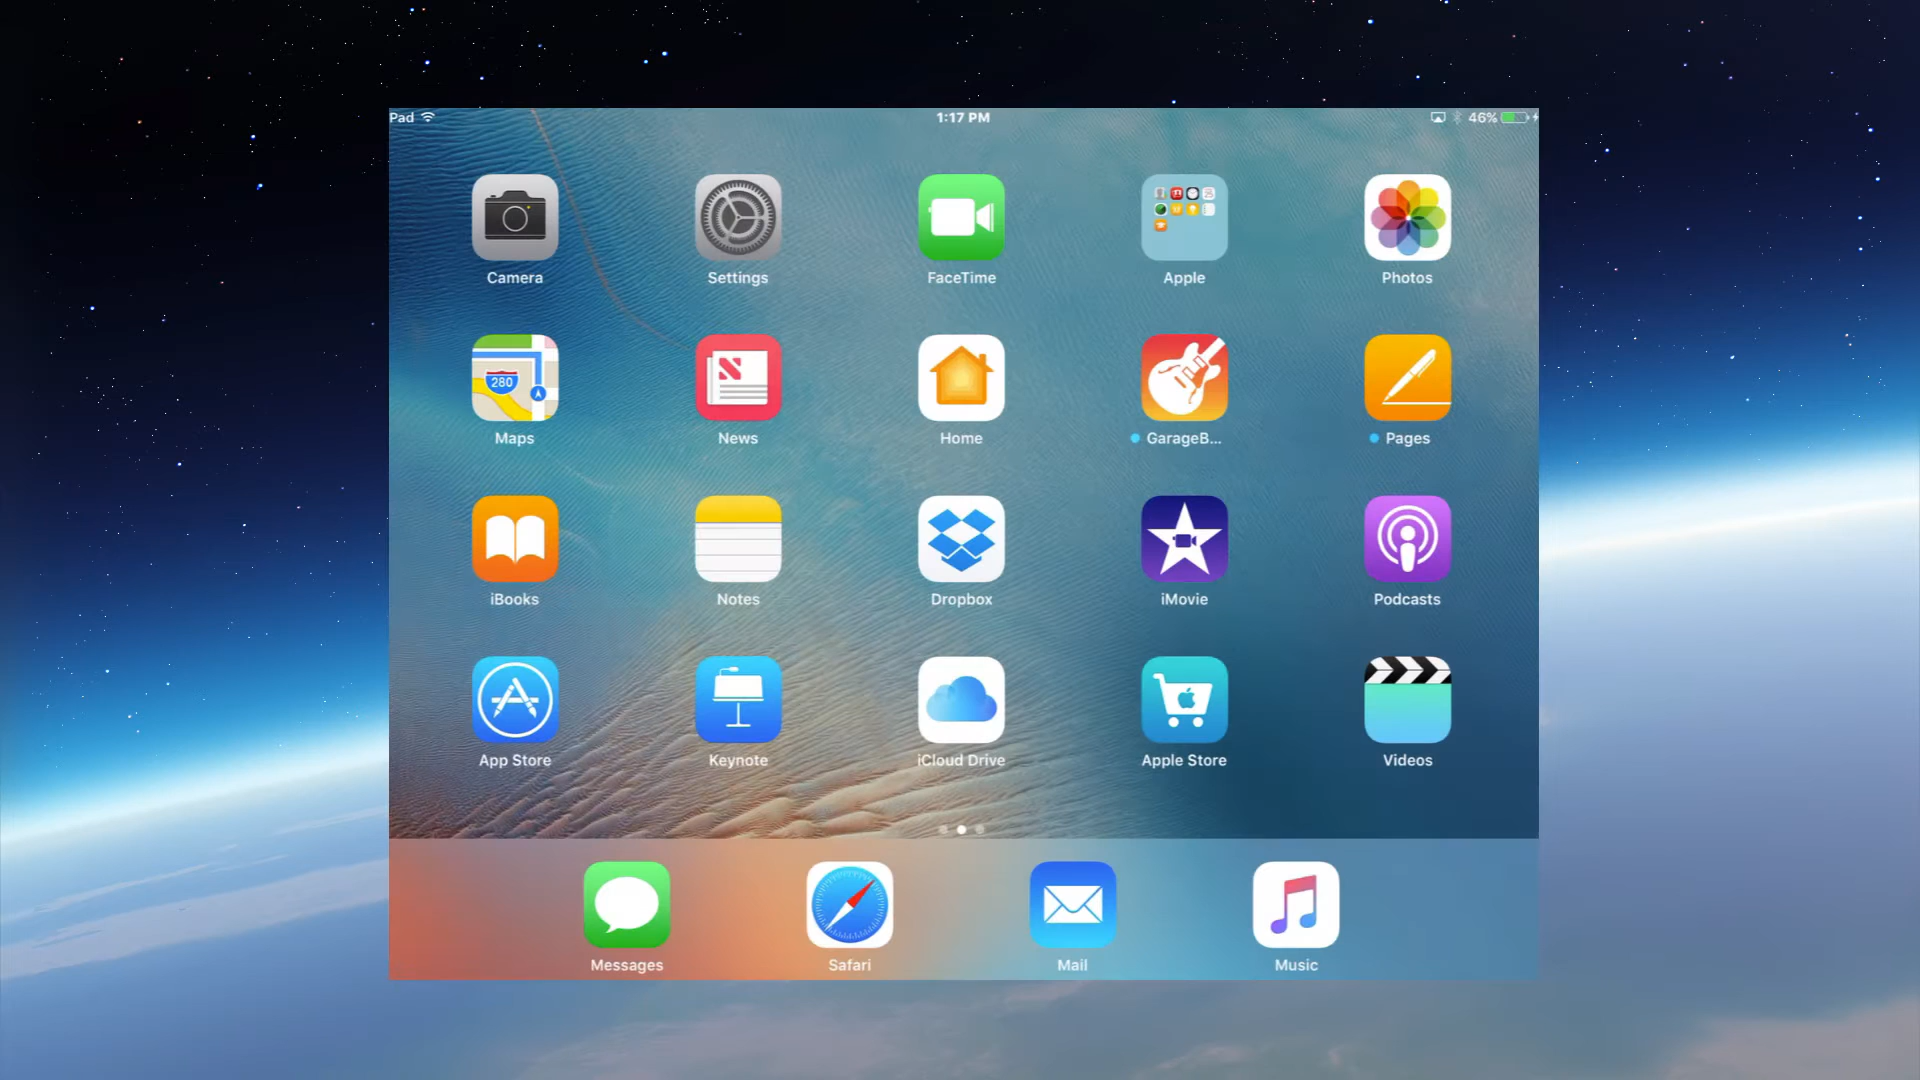 Pad 1:17 PM 46%
Camera Settings FaceTime Apple Photos
280
Maps News Home GarageB... Pages
iBooks Notes Dropbox iMovie Podcasts
App Store Keynote iCloud Drive Apple Store Videos
Messages Safari Mail Music